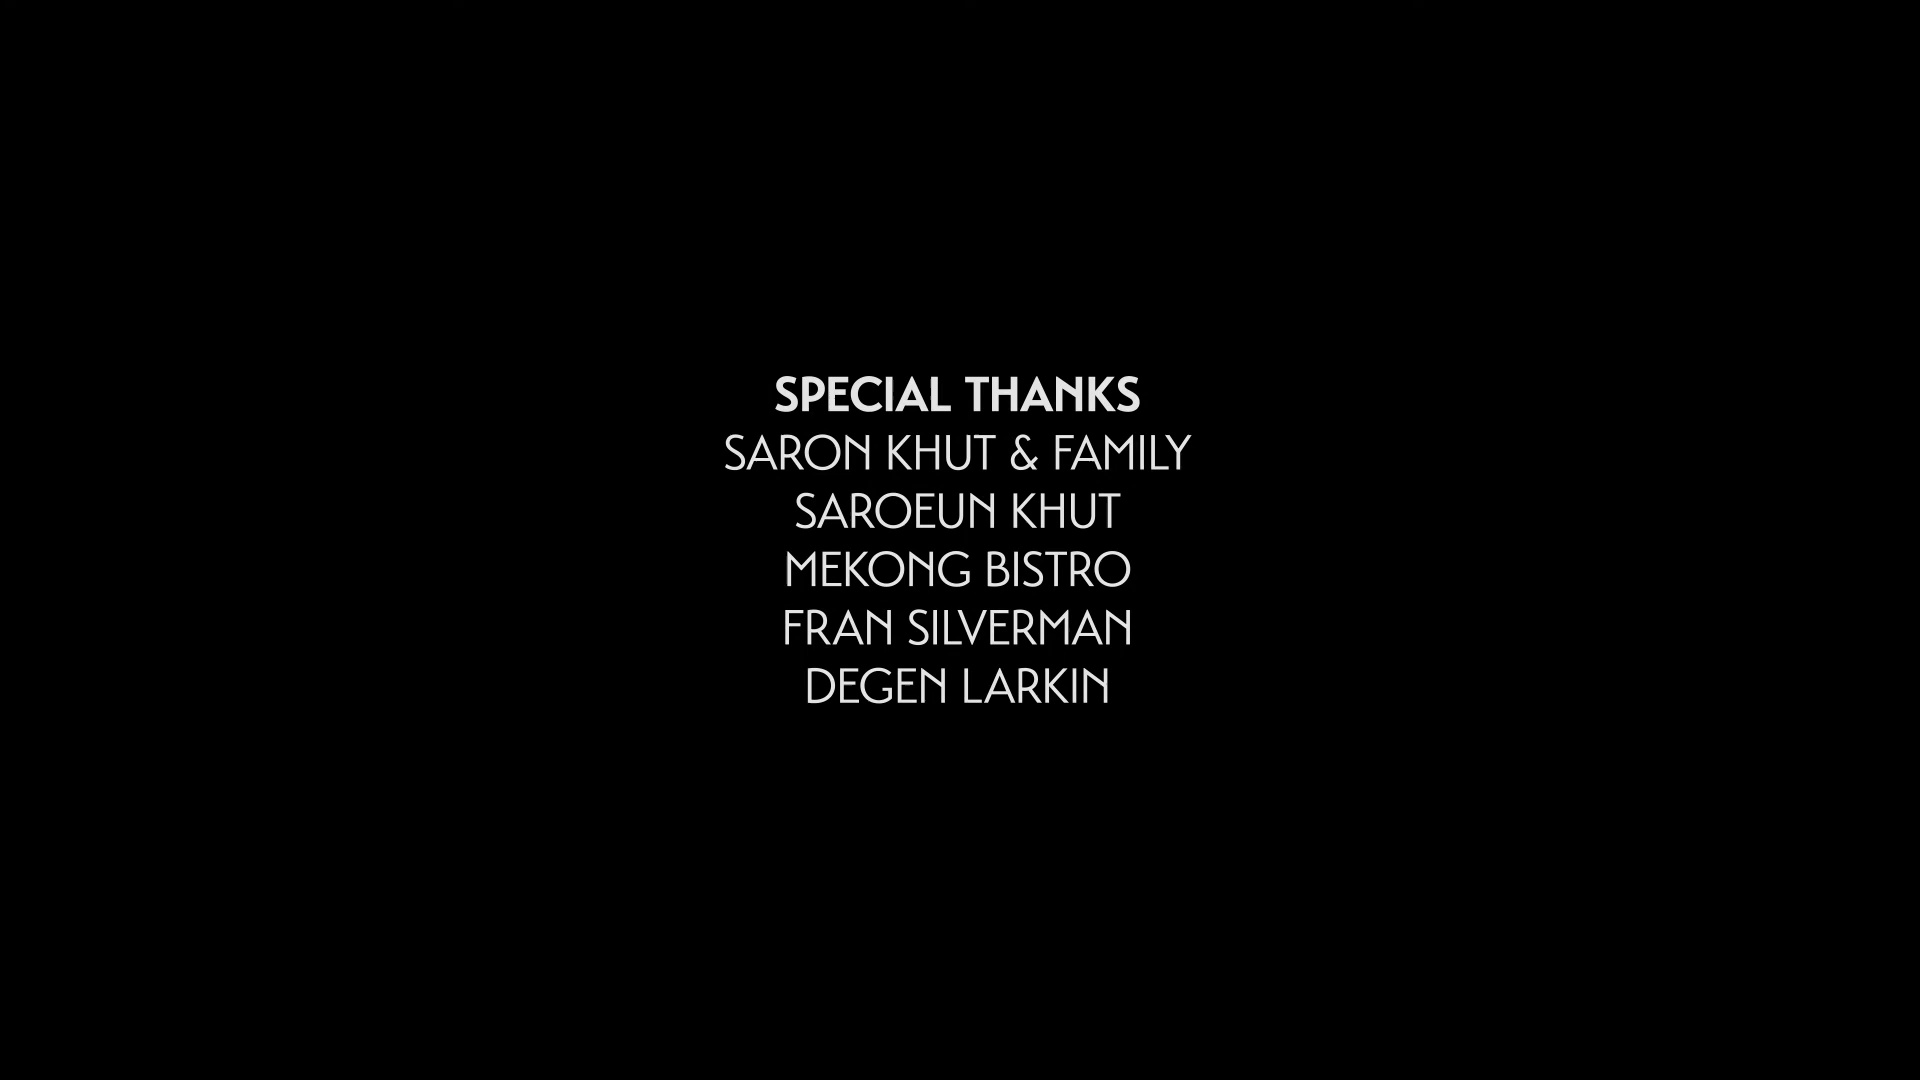 SPECIAL THANKS
SARON KHUT & FAMILY
SAROEUN KHUT
MEKONG BISTRO
FRAN SILVERMAN
DEGEN LARKIN